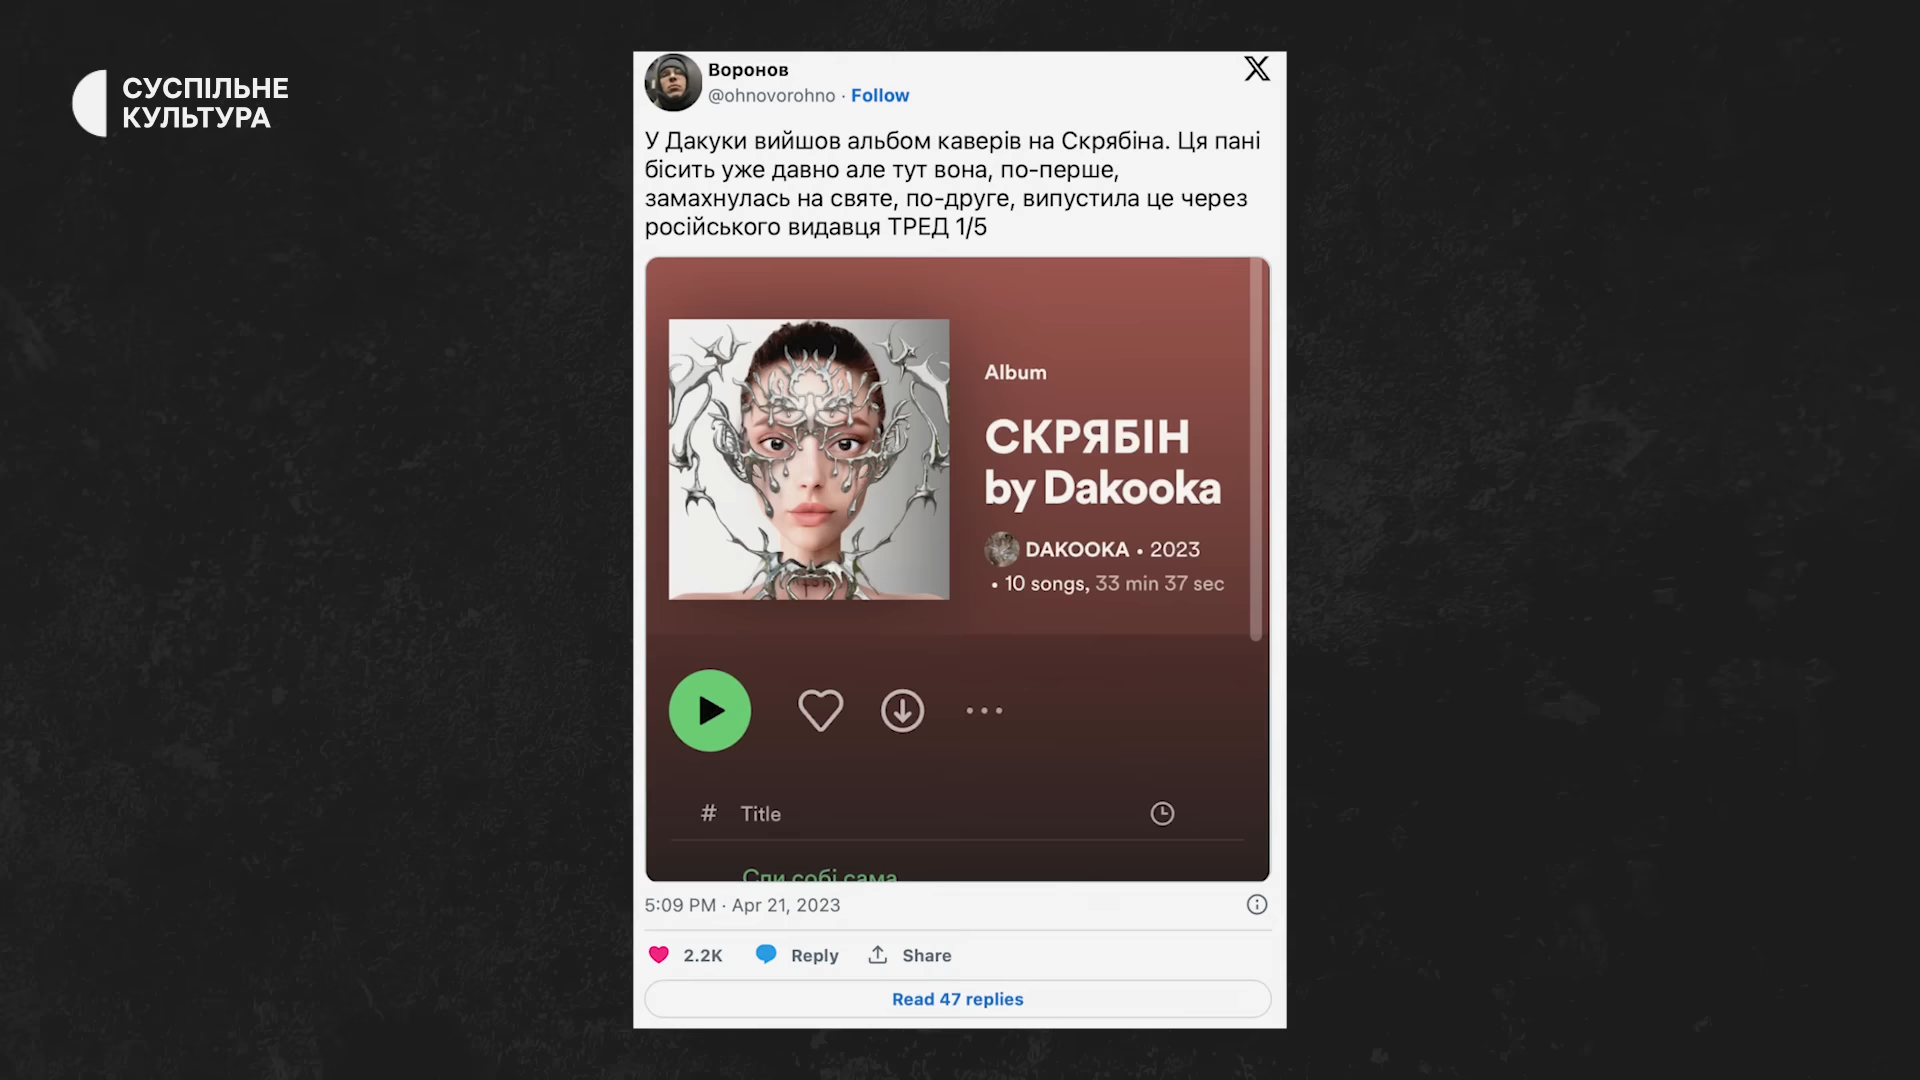 СУСПІЛЬНЕ
КУЛЬТУРА
Воронов
@ohnovorohno · Follow
У Дакуки вийшов альбом каверів на Скрябіна. Ця пані
бісить уже давно але тут вона, по-перше,
замахнулась на святе, по-друге, випустила це через
російського видавця ТРЕД 1/5
Album
СКРЯБІН
by Dakooka
DAKOOKA • 2023
• 10 songs, 33 min 37 sec
# Title
Спи собі сама
5:09 PM · Apr 21, 2023
2.2K Reply Share
Read 47 replies